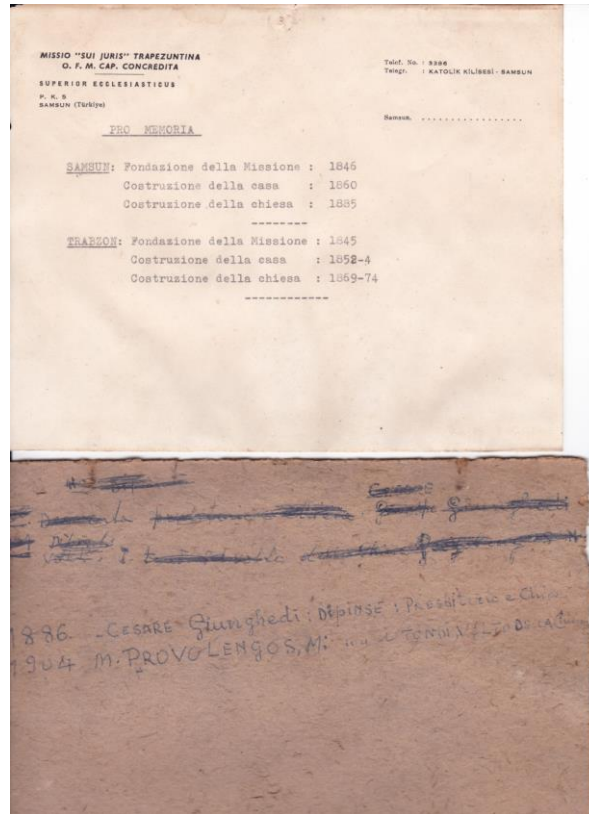 MISSIO "SUI JURIS" TRAPEZUNTINA
O. F. M. CAP. CONCREDITA
SUPERIOR ECCLESIASTICUS
P. K. 5
SAMSUN (Türkiye)
Telef. No. : 5386
Telegr. : KATOLİK KİLİSESİ - SAMSUN
Samsun, .................
PRO MEMORIA
SAMSUN: Fondazione della Missione : 1846
Costruzione della casa : 1860
Costruzione della chiesa : 1885
--------
TRABZON: Fondazione della Missione : 1845
Costruzione della casa : 1852-4
Costruzione della chiesa : 1869-74
------------
1886. - CESARE Giunghedi: Dipinse: Presbiterio e
1904 M. PROVOLENGOS,